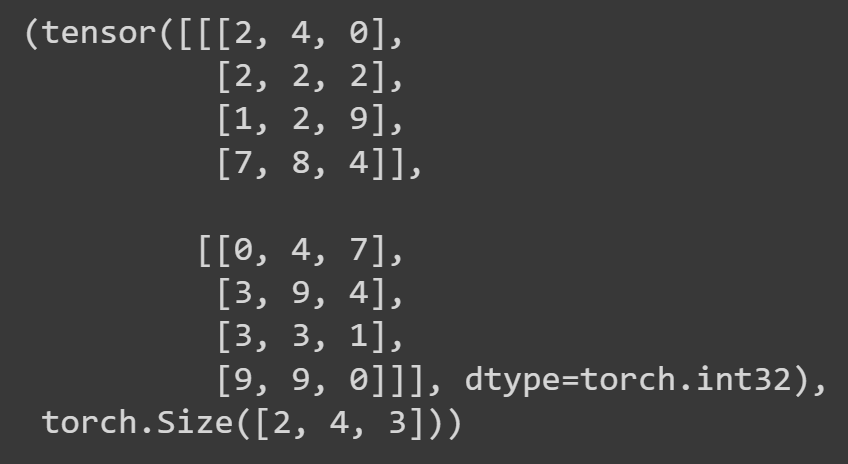 (tensor([[[2, 4, 0],
          [2, 2, 2],
          [1, 2, 9],
          [7, 8, 4]],

         [[0, 4, 7],
          [3, 9, 4],
          [3, 3, 1],
          [9, 9, 0]]], dtype=torch.int32),
 torch.Size([2, 4, 3]))